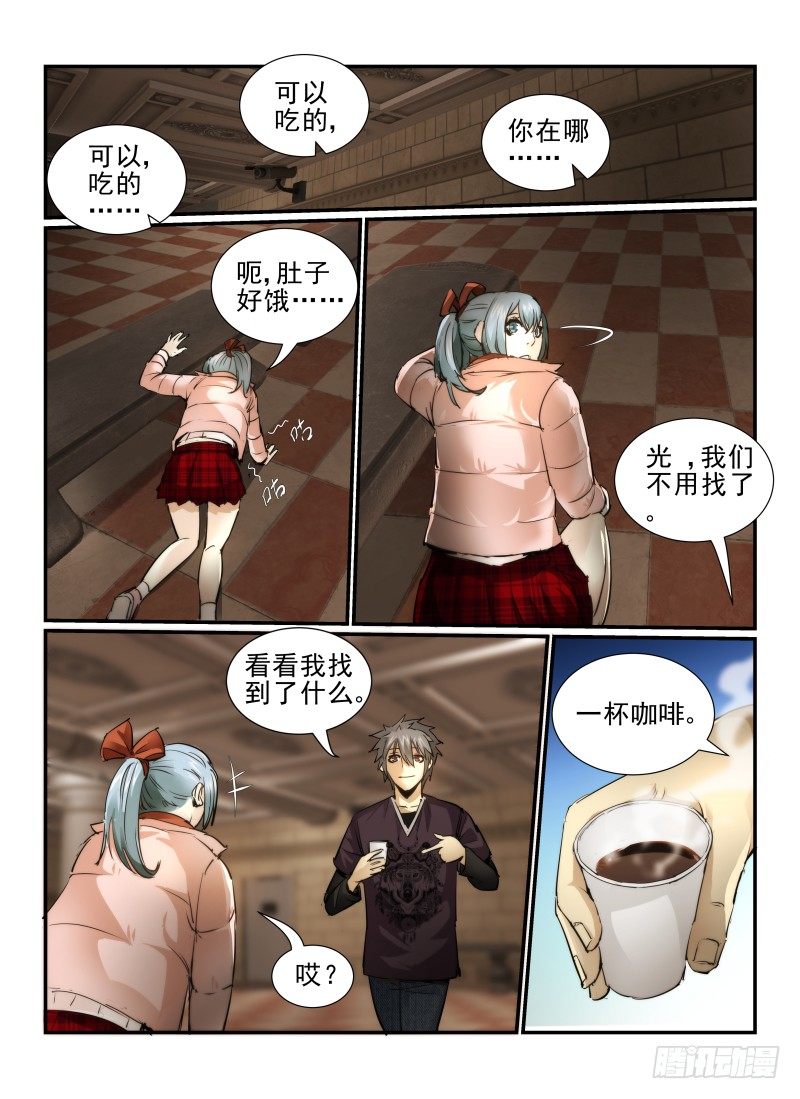 可以，
吃的
……
可以
吃的，
你在哪
……
呃，肚子
好饿……
咕
咕
光，我们
不用找了
。
看看我找
到了什么。
哎？
一杯咖啡。
腾讯动漫